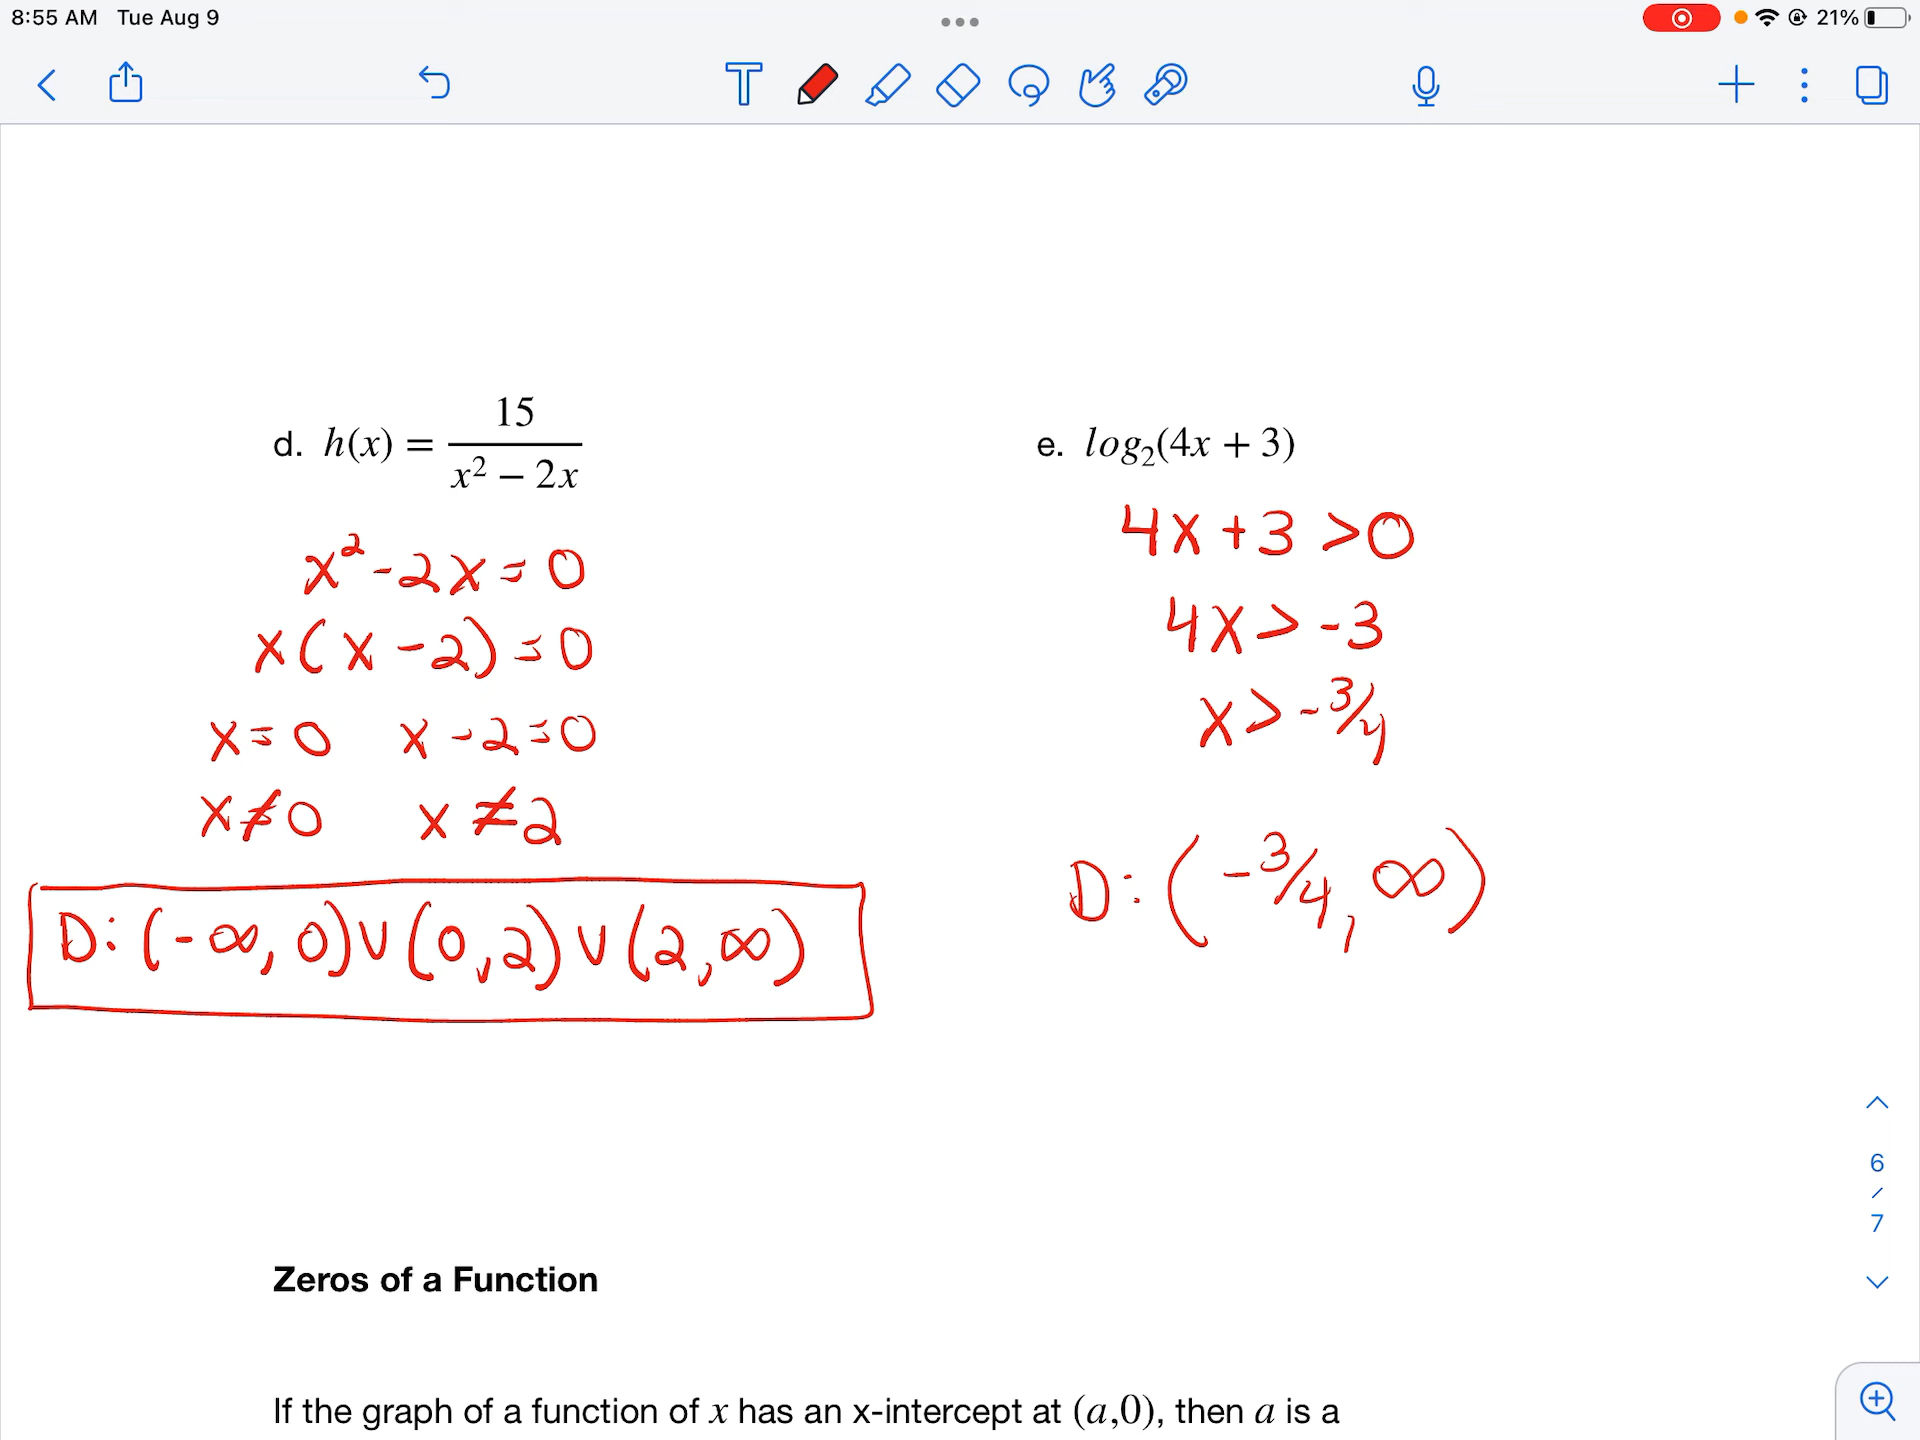 8:55 AM Tue Aug 9
21%
d. h(x) = 15 / (x² − 2x)
x² - 2x = 0
x(x - 2) = 0
x = 0 x - 2 = 0
x ≠ 0 x ≠ 2
D: (-∞, 0) ∪ (0, 2) ∪ (2, ∞)
e. log₂(4x + 3)
4x + 3 > 0
4x > -3
x > -3/4
D: (-3/4, ∞)
6
/
7
Zeros of a Function
If the graph of a function of x has an x-intercept at (a,0), then a is a